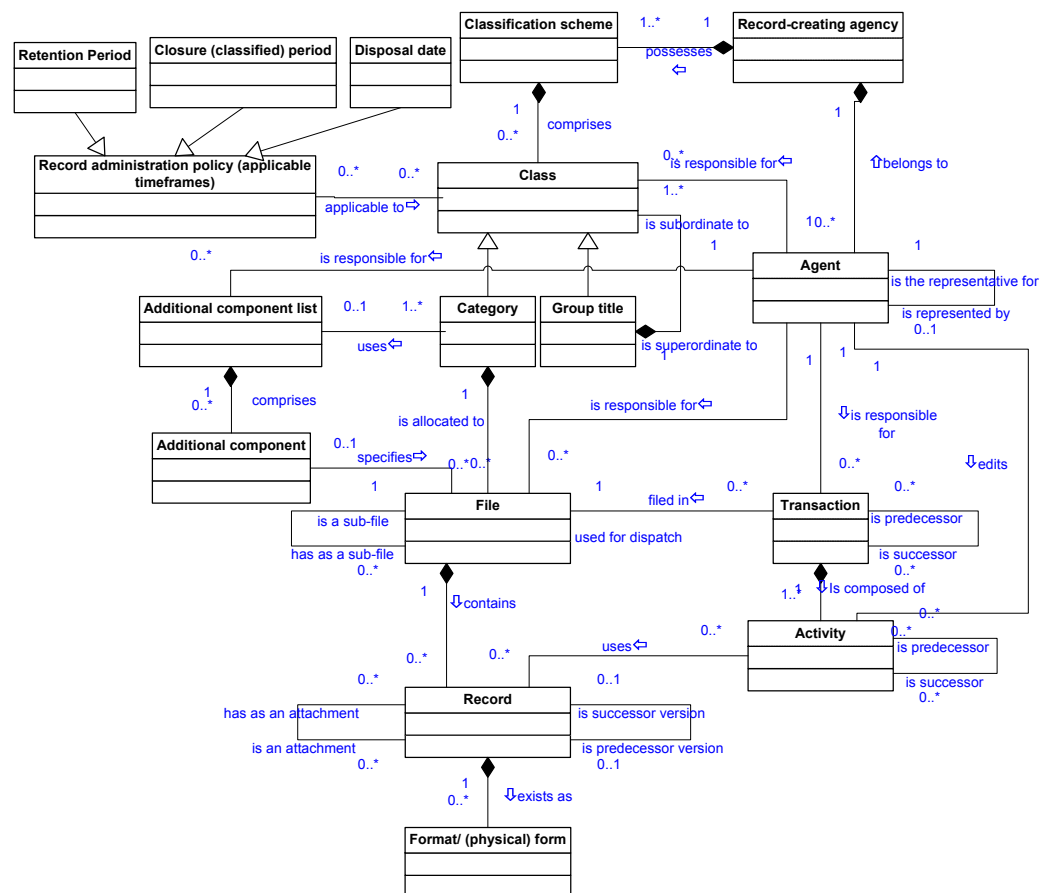 Classification scheme
1..*
1
Record-creating agency
possesses
⇦
Retention Period
Closure (classified) period
Disposal date
1
0..*
comprises
1
⇧belongs to
Record administration policy (applicable
timeframes)
0..*
0..*
applicable to⇨
Class
0..*
is responsible for⇦
1..*
is subordinate to
1
10..*
0..*
is responsible for⇦
Agent
1
is the representative for
is represented by
0..1
Additional component list
0..1
1..*
uses⇦
Category
Group title
is superordinate to
1
1
0..*
comprises
1
is allocated to
is responsible for⇦
1
1
1
1
⇩is responsible
for
Additional component
0..1
specifies⇨
0..*
0..*
0..*
0..*
⇩edits
1
is a sub-file
has as a sub-file
0..*
File
1
filed in⇦
0..*
used for dispatch
Transaction
0..*
is predecessor
is successor
0..*
1
⇩contains
1
1..*
⇩Is composed of
0..*
0..*
0..*
uses⇦
0..*
Activity
0..*
is predecessor
is successor
0..*
0..*
has as an attachment
is an attachment
0..*
Record
0..1
is successor version
is predecessor version
0..1
1
0..*
⇩exists as
Format/ (physical) form